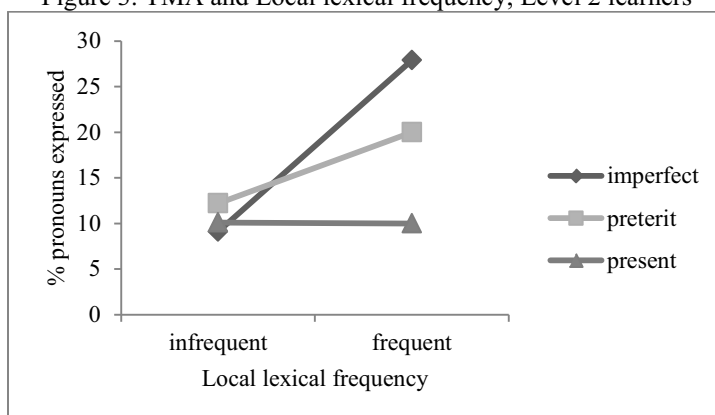 Figure 3. TMA and Local lexical frequency, Level 2 learners
30
25
20
15
10
5
0
% pronouns expressed
infrequent frequent
Local lexical frequency
imperfect
preterit
present